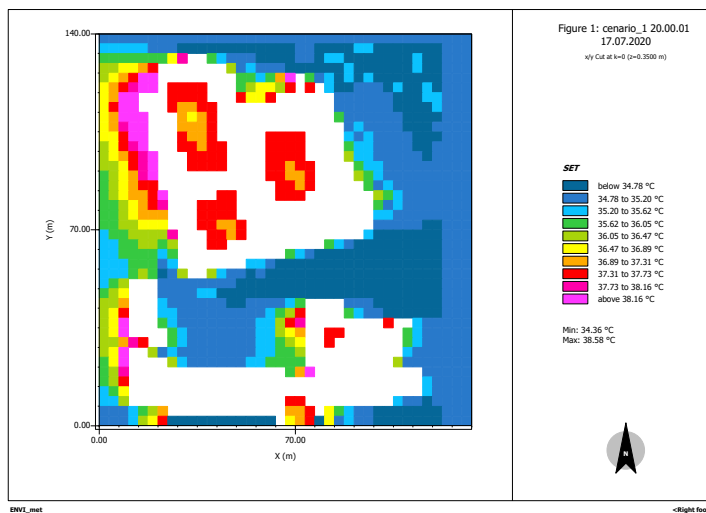 Figure 1: cenario_1 20.00.01
17.07.2020
x/y Cut at k=0 (z=0.3500 m)
140.00
70.00
0.00
Y (m)
0.00
70.00
X (m)
SET
below 34.78 °C
34.78 to 35.20 °C
35.20 to 35.62 °C
35.62 to 36.05 °C
36.05 to 36.47 °C
36.47 to 36.89 °C
36.89 to 37.31 °C
37.31 to 37.73 °C
37.73 to 38.16 °C
above 38.16 °C
Min: 34.36 °C
Max: 38.58 °C
N
ENVI_met
<Right foo